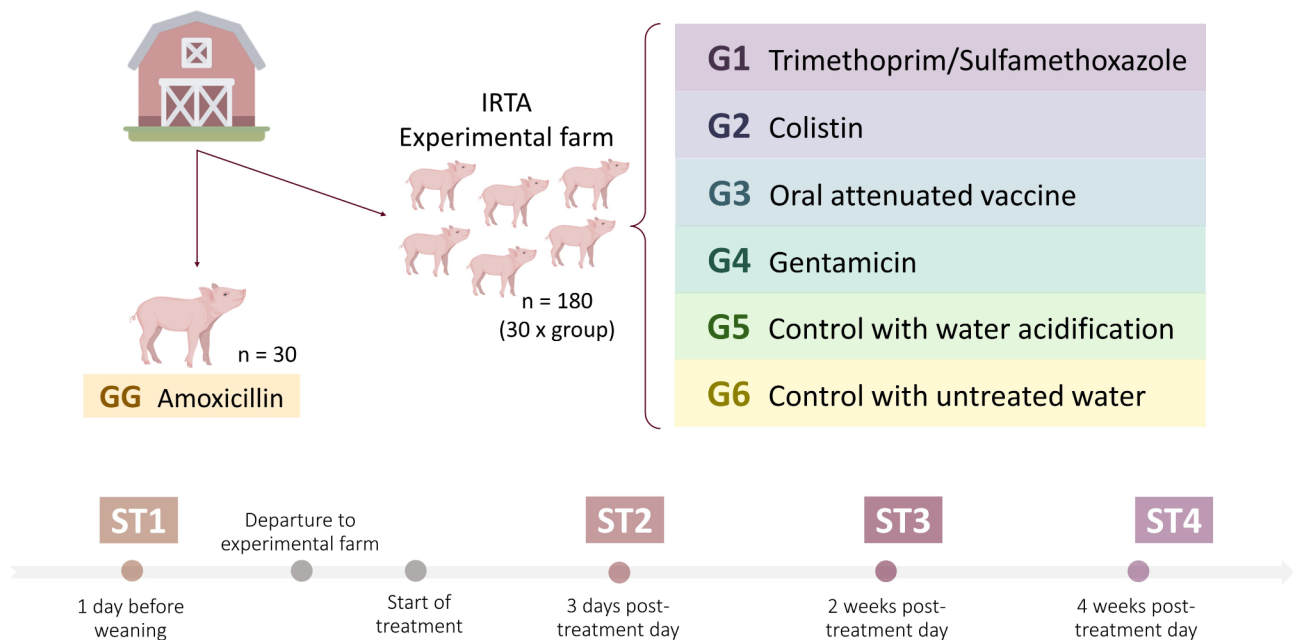 IRTA
Experimental farm
n = 180
(30 x group)
n = 30
GG Amoxicillin
G1 Trimethoprim/Sulfamethoxazole
G2 Colistin
G3 Oral attenuated vaccine
G4 Gentamicin
G5 Control with water acidification
G6 Control with untreated water
ST1
1 day before
weaning
Departure to
experimental farm
Start of
treatment
ST2
3 days post-
treatment day
ST3
2 weeks post-
treatment day
ST4
4 weeks post-
treatment day